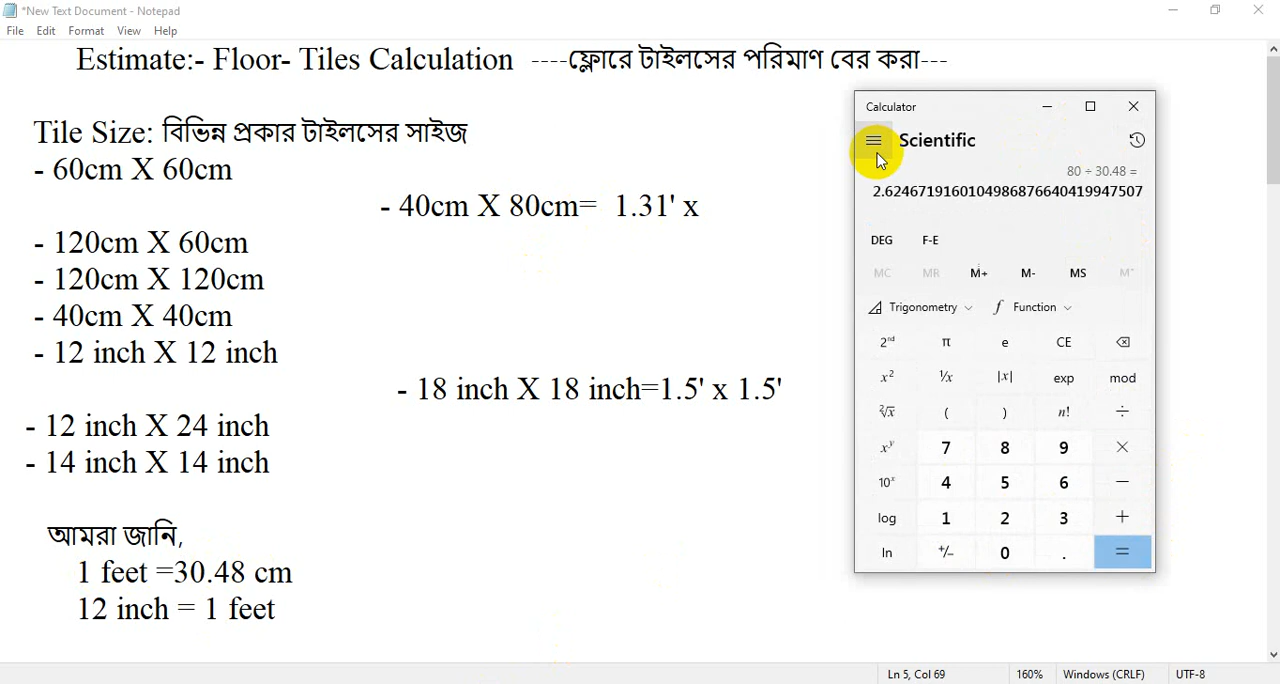 *New Text Document - Notepad
File Edit Format View Help
Estimate:- Floor- Tiles Calculation ----ফ্লোরে টাইলসের পরিমাণ বের করা---
Tile Size: বিভিন্ন প্রকার টাইলসের সাইজ
- 60cm X 60cm
- 40cm X 80cm= 1.31' x
- 120cm X 60cm
- 120cm X 120cm
- 40cm X 40cm
- 12 inch X 12 inch
- 18 inch X 18 inch=1.5' x 1.5'
- 12 inch X 24 inch
- 14 inch X 14 inch
আমরা জানি,
1 feet =30.48 cm
12 inch = 1 feet
Calculator
Scientific
80 ÷ 30.48 =
2.6246719160104986876640419947507
DEG F-E
MC MR M+ M- MS M˅
Trigonometry f Function
2ⁿᵈ π e CE
x² ¹/x |x| exp mod
²√x ( ) n! ÷
xʸ 7 8 9 ×
10ˣ 4 5 6 −
log 1 2 3 +
ln +/− 0 . =
Ln 5, Col 69 160% Windows (CRLF) UTF-8